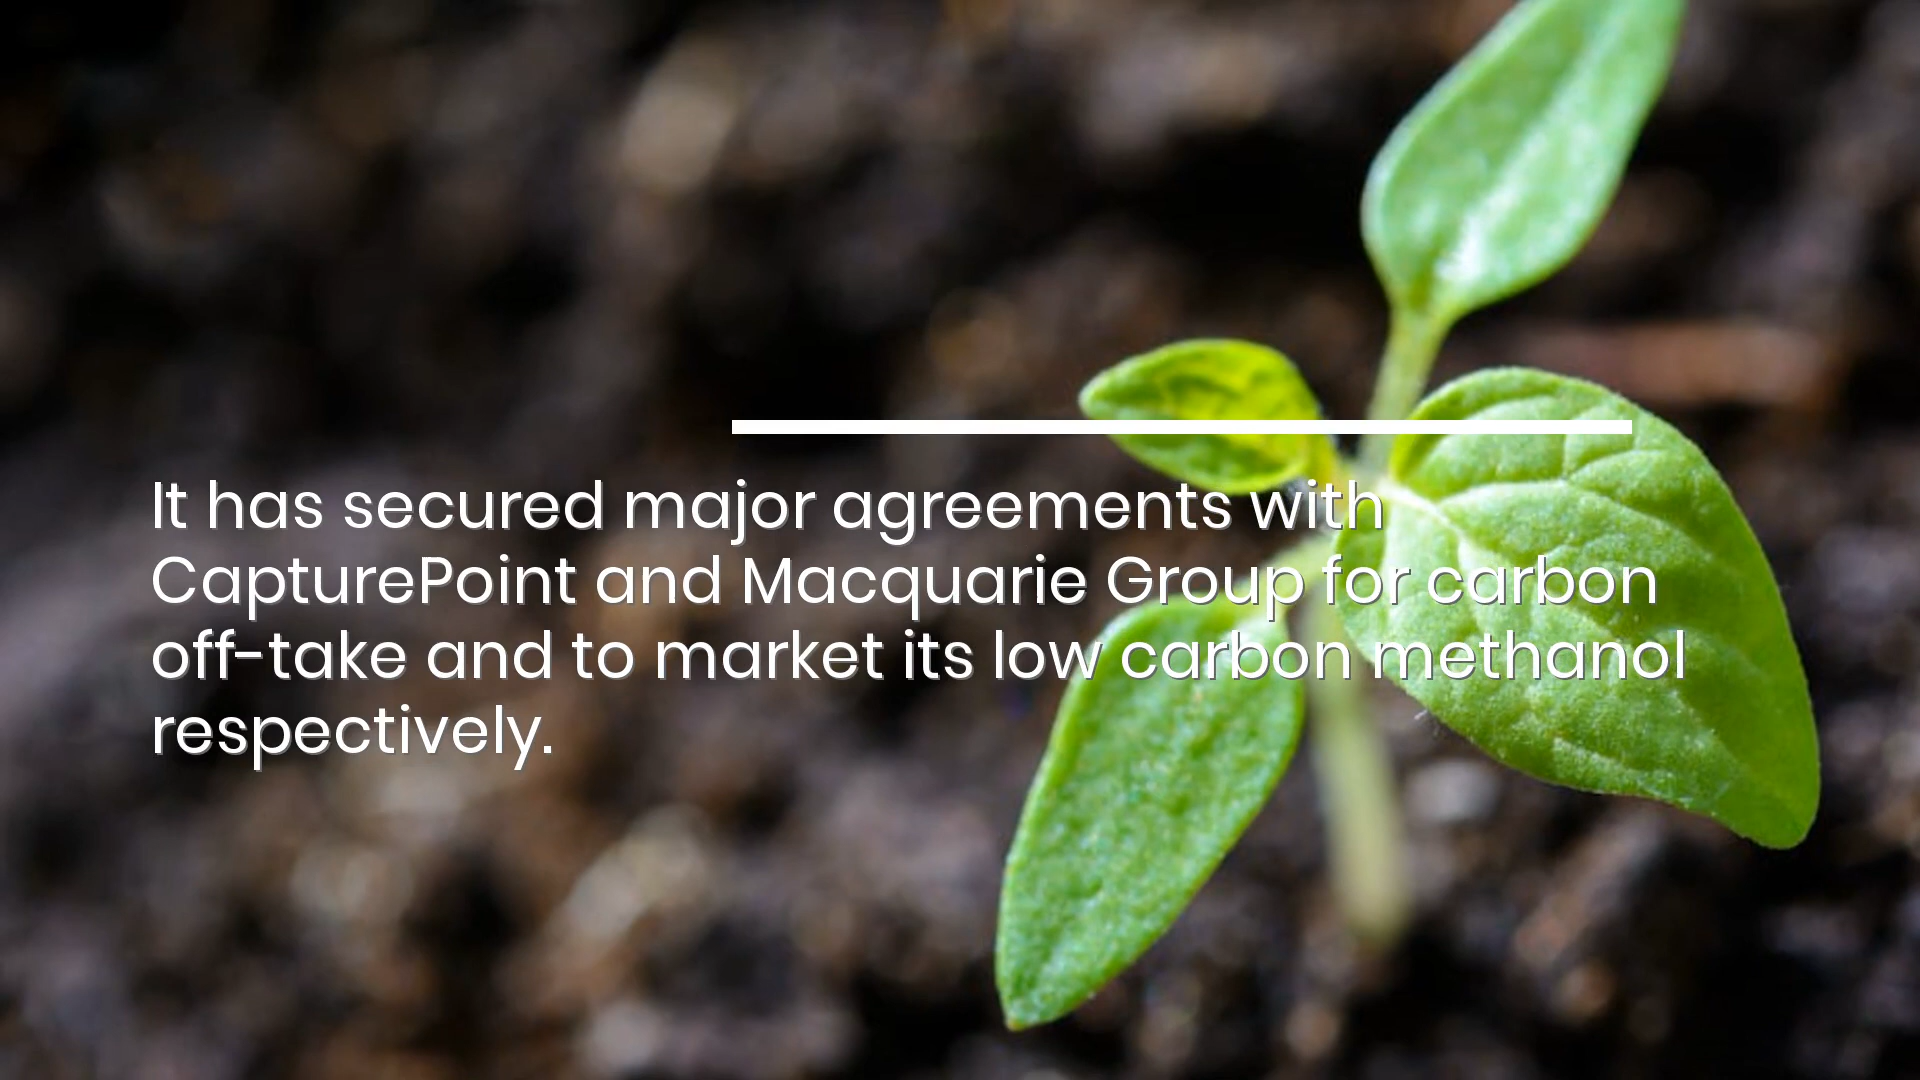 It has secured major agreements with
CapturePoint and Macquarie Group for carbon
off-take and to market its low carbon methanol
respectively.